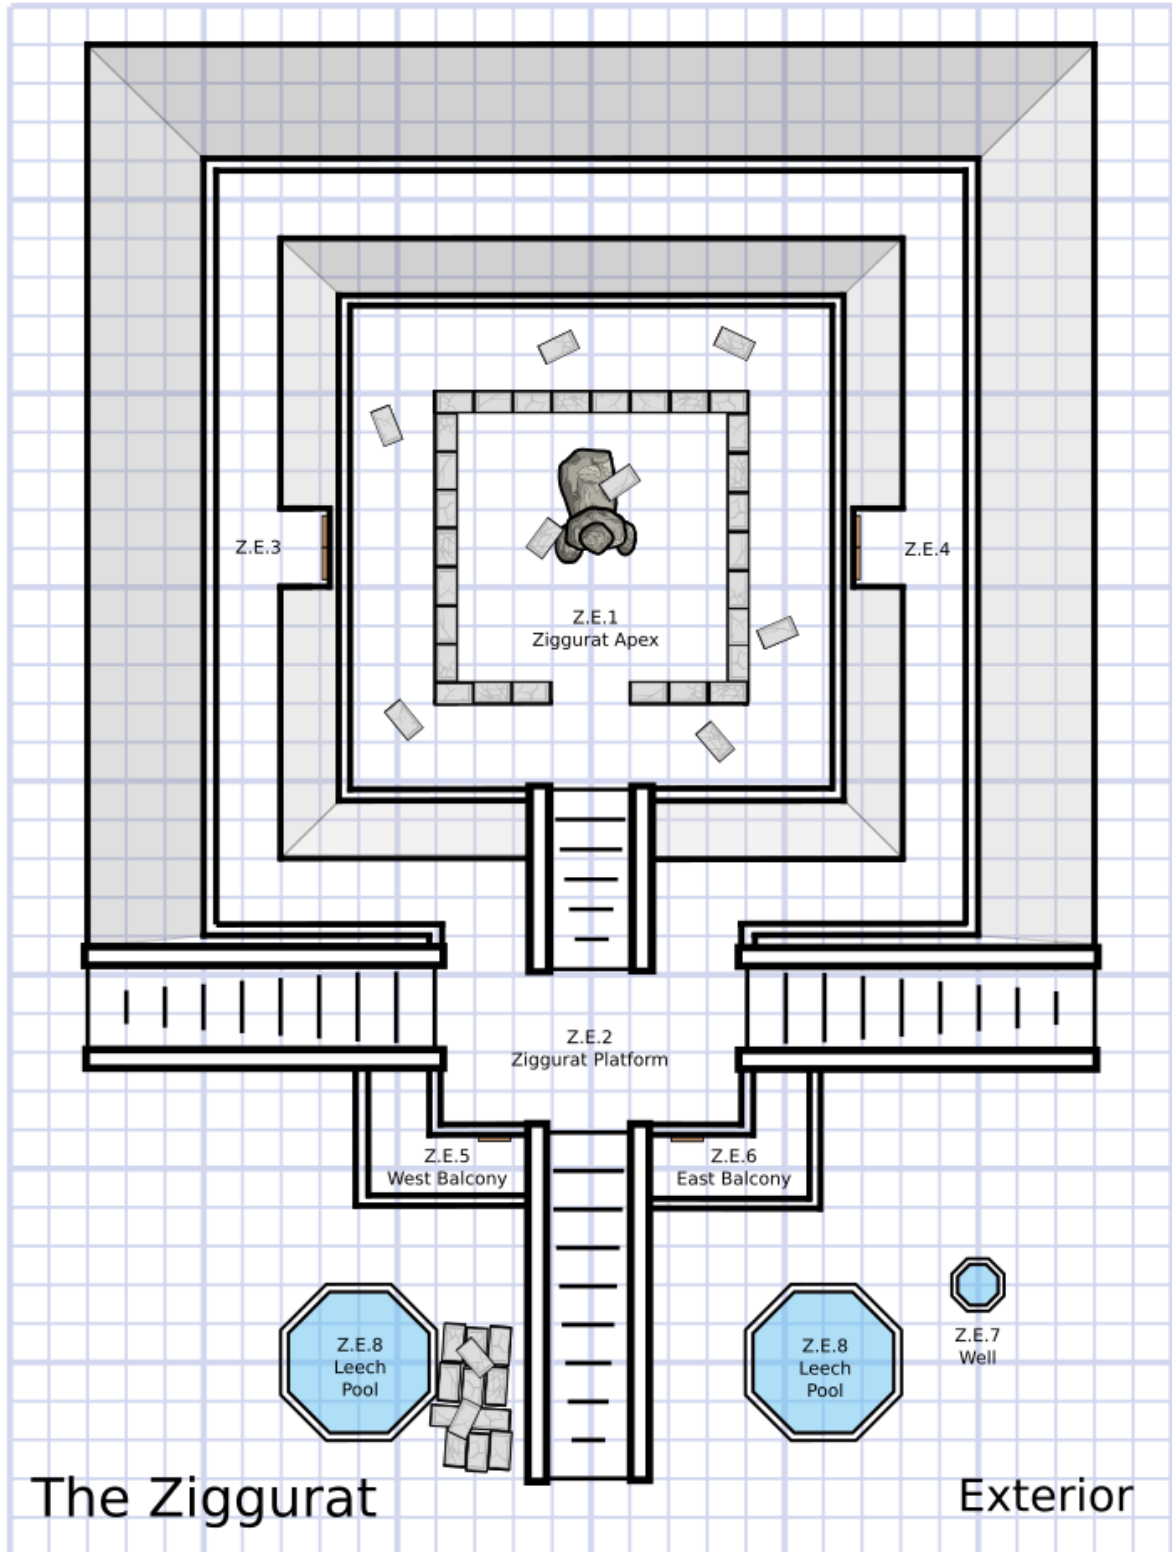 Z.E.3
Z.E.4
Z.E.1
Ziggurat Apex
Z.E.2
Ziggurat Platform
Z.E.5
West Balcony
Z.E.6
East Balcony
Z.E.7
Well
Z.E.8
Leech
Pool
Z.E.8
Leech
Pool
The Ziggurat
Exterior